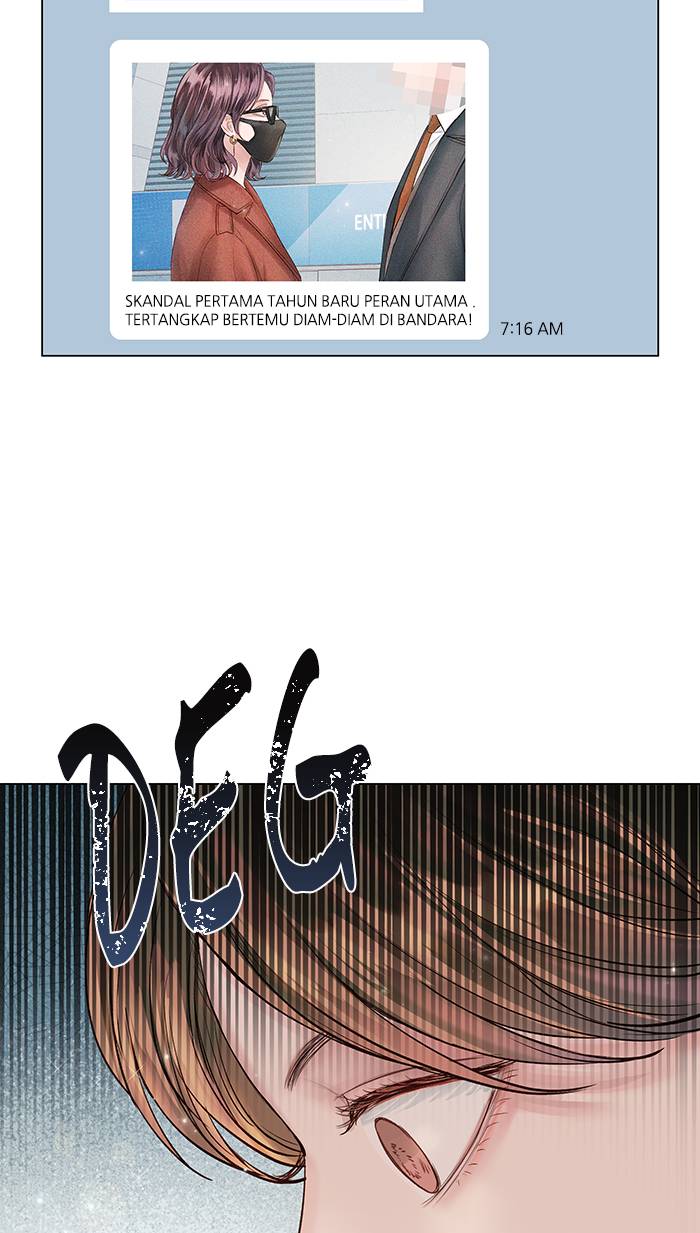 ENT
SKANDAL PERTAMA TAHUN BARU PERAN UTAMA .
TERTANGKAP BERTEMU DIAM-DIAM DI BANDARA!
7:16 AM
DEG